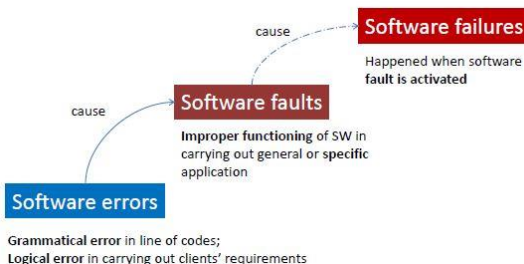 cause
Software failures
Happened when software
fault is activated
cause
Software faults
Improper functioning of SW in
carrying out general or specific
application
Software errors
Grammatical error in line of codes;
Logical error in carrying out clients' requirements